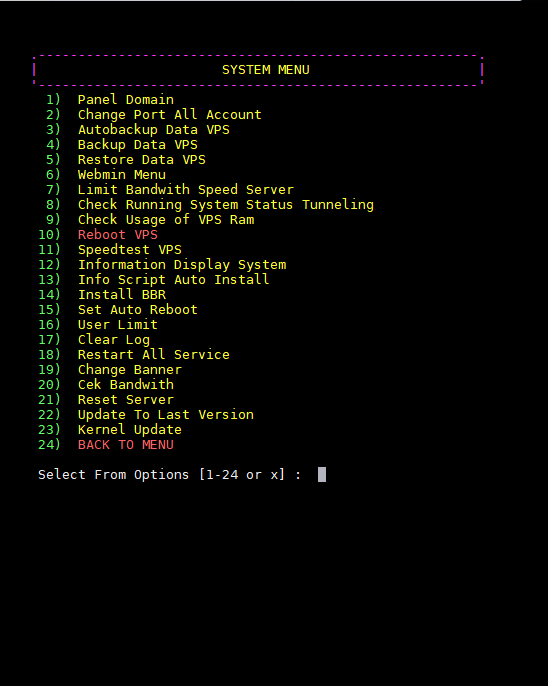 SYSTEM MENU
1) Panel Domain
2) Change Port All Account
3) Autobackup Data VPS
4) Backup Data VPS
5) Restore Data VPS
6) Webmin Menu
7) Limit Bandwith Speed Server
8) Check Running System Status Tunneling
9) Check Usage of VPS Ram
10) Reboot VPS
11) Speedtest VPS
12) Information Display System
13) Info Script Auto Install
14) Install BBR
15) Set Auto Reboot
16) User Limit
17) Clear Log
18) Restart All Service
19) Change Banner
20) Cek Bandwith
21) Reset Server
22) Update To Last Version
23) Kernel Update
24) BACK TO MENU
Select From Options [1-24 or x] :